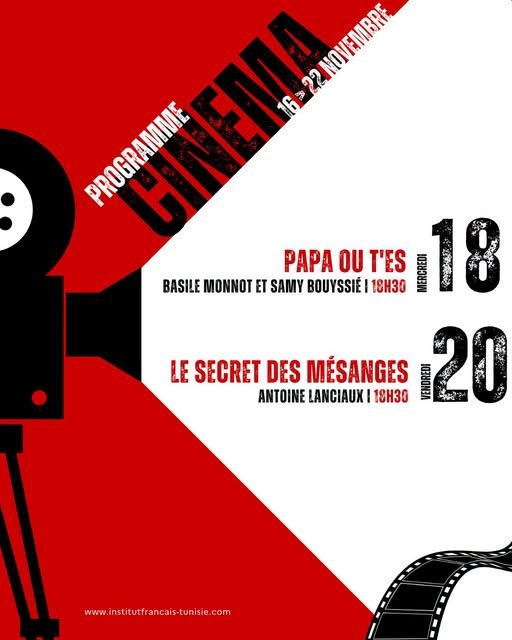 PROGRAMME
CINEMA
16 > 22 NOVEMBRE
PAPA OU T'ES
BASILE MONNOT ET SAMY BOUYSSIÉ | 18H30
MERCREDI
18
LE SECRET DES MÉSANGES
ANTOINE LANCIAUX | 18H30
VENDREDI
20
www.institutfrancais-tunisie.com